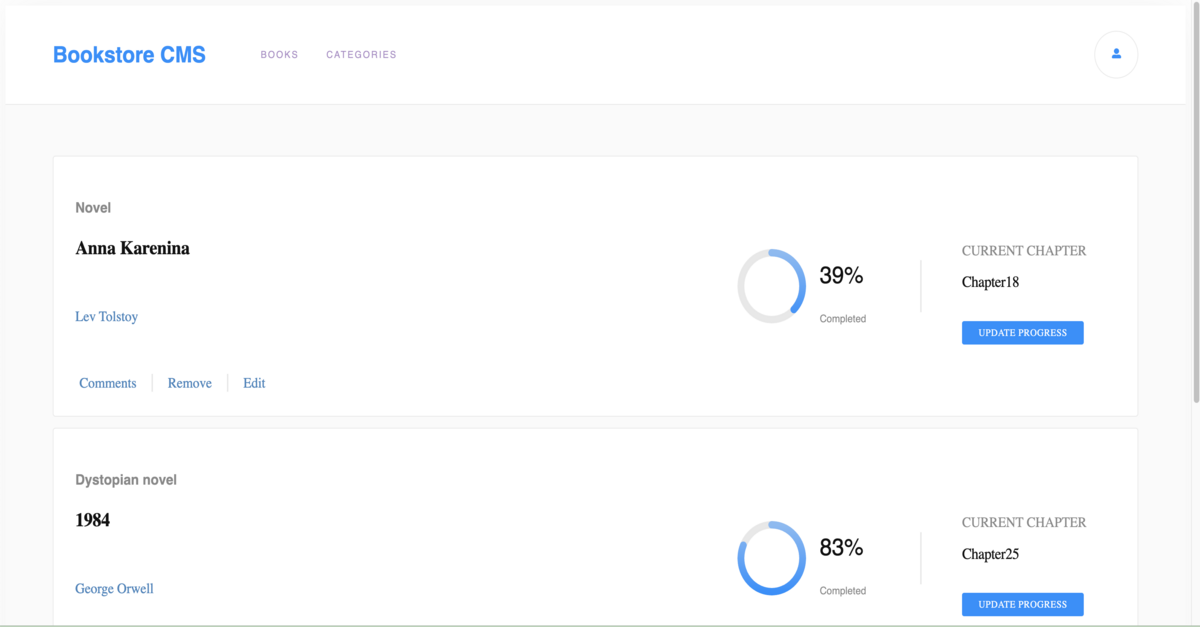 Bookstore CMS
BOOKS
CATEGORIES
Novel
Anna Karenina
Lev Tolstoy
Comments
Remove
Edit
39%
Completed
CURRENT CHAPTER
Chapter18
UPDATE PROGRESS
Dystopian novel
1984
George Orwell
83%
Completed
CURRENT CHAPTER
Chapter25
UPDATE PROGRESS